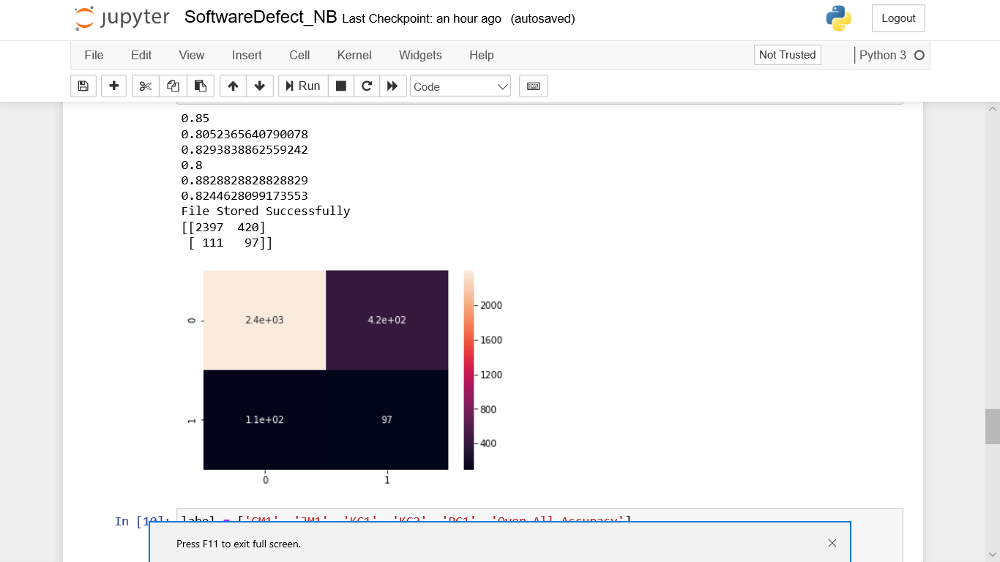 jupyter SoftwareDefect_NB Last Checkpoint: an hour ago (autosaved) Logout
File Edit View Insert Cell Kernel Widgets Help Not Trusted Python 3
Run Code
0.85
0.8052365640790078
0.8293838862559242
0.8
0.8828828828828829
0.8244628099173553
File Stored Successfully
[[2397 420]
[ 111 97]]
0 2.4e+03 4.2e+02
1 1.1e+02 97
0 1
2000
1600
1200
800
400
In [10]: label = ['CM1', 'JM1', 'KC1', 'KC2', 'PC1', 'Over All Accuracy']
Press F11 to exit full screen.